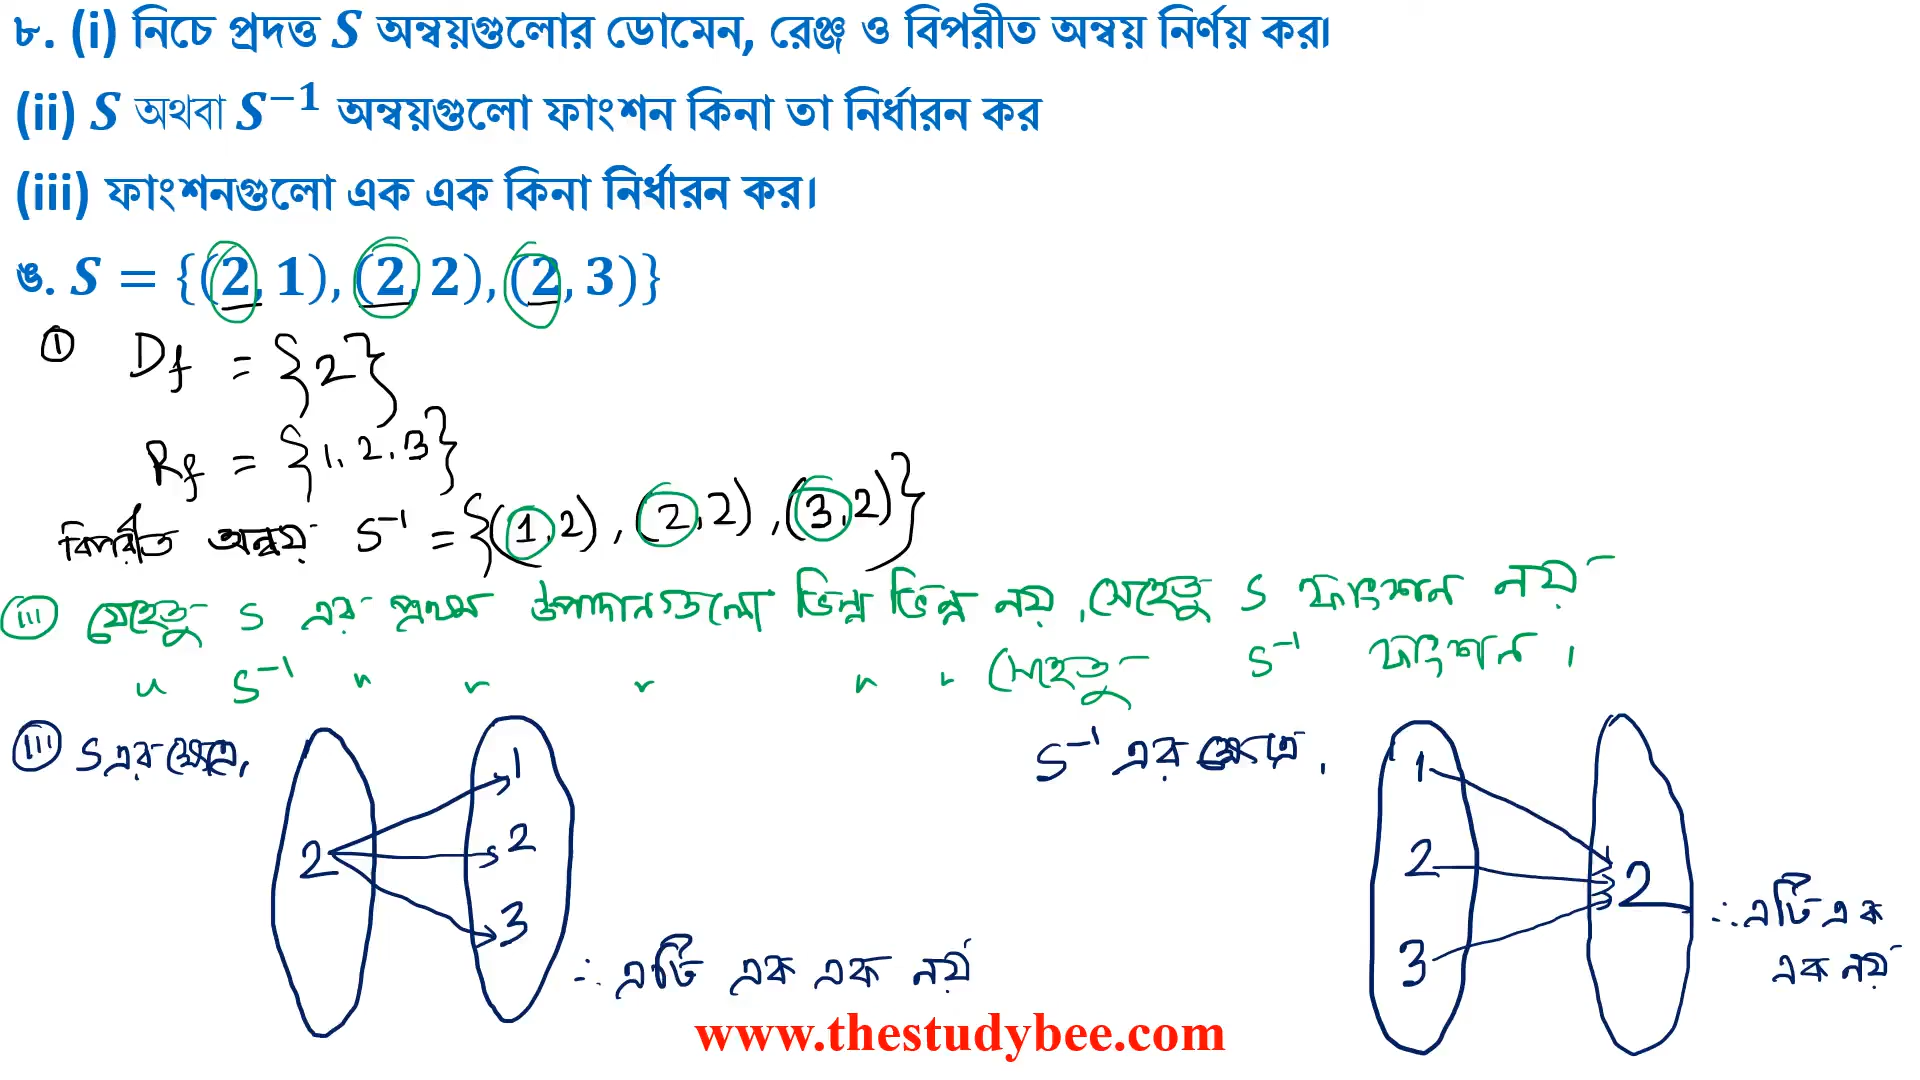 ৮. (i) নিচে প্রদত্ত S অন্বয়গুলোর ডোমেন, রেঞ্জ ও বিপরীত অন্বয় নির্ণয় কর।
(ii) S অথবা S⁻¹ অন্বয়গুলো ফাংশন কিনা তা নির্ধারন কর
(iii) ফাংশনগুলো এক এক কিনা নির্ধারন কর।
ঙ. S = {(2, 1), (2, 2), (2, 3)}
(i) D_f = {2}
R_f = {1, 2, 3}
বিপরীত অন্বয় S⁻¹ = {(1,2), (2,2), (3,2)}
(iii) যেহেতু S এর প্রথম উপাদানগুলো ভিন্ন ভিন্ন নয়, সেহেতু S ফাংশন নয়
" S⁻¹ " " " " " সেহেতু S⁻¹ ফাংশন।
(iii) S এর ক্ষেত্রে,
2
1
2
3
∴ এটি এক এক নয়
S⁻¹ এর ক্ষেত্রে,
1
2
3
2
∴ এটি এক
এক নয়
www.thestudybee.com